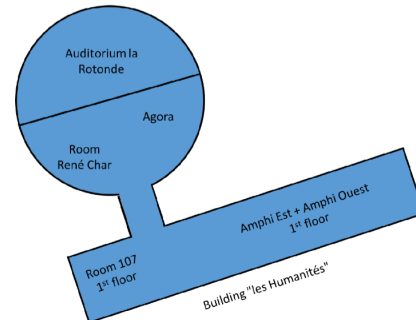 Auditorium la
Rotonde
Agora
Room
René Char
Amphi Est + Amphi Ouest
1st floor
Room 107
1st floor
Building "les Humanités"